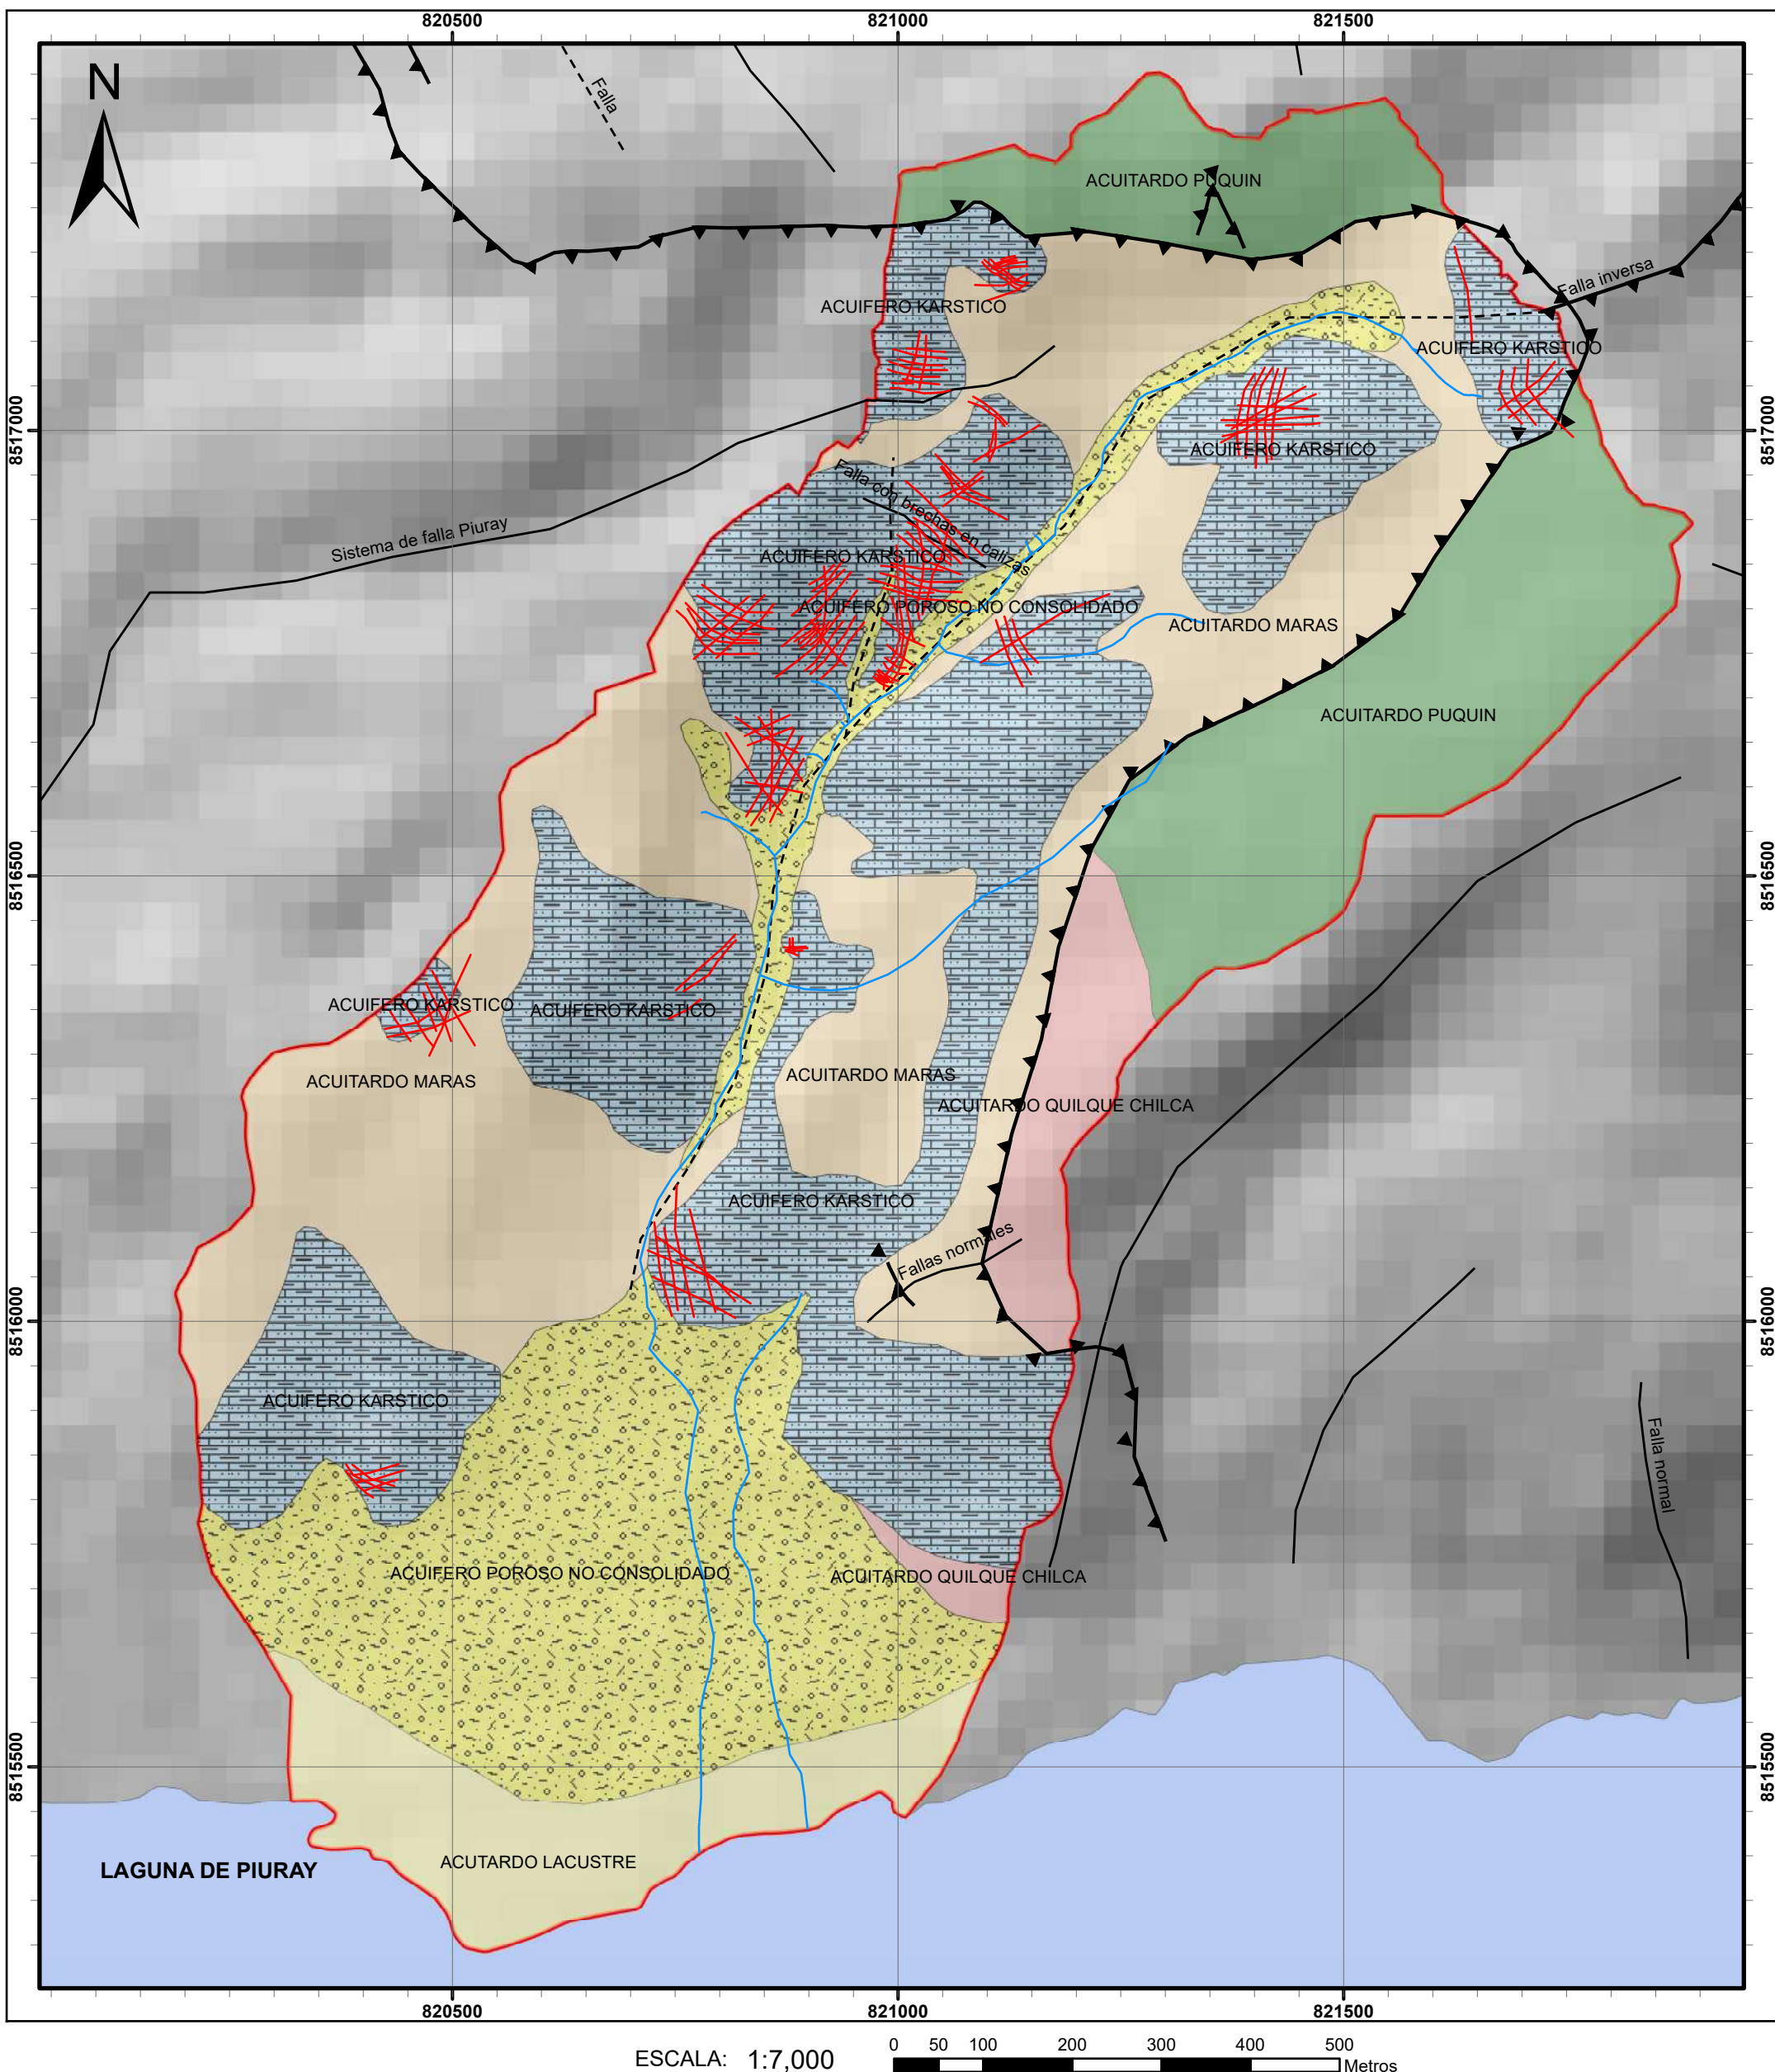 820500
821000
821500
N
Falla
ACUITARDO PUQUIN
Falla inversa
ACUIFERO KARSTICO
ACUIFERO KARSTICO
8517000
8517000
ACUIFERO KARSTICO
Falla con brechas en calizas
Sistema de falla Piuray
ACUIFERO KARSTICO
ACUIFERO POROSO NO CONSOLIDADO
ACUITARDO MARAS
ACUITARDO PUQUIN
8516500
8516500
ACUIFERO KARSTICO
ACUIFERO KARSTICO
ACUITARDO MARAS
ACUITARDO MARAS
ACUITARDO QUILQUE CHILCA
ACUIFERO KARSTICO
Fallas normales
8516000
8516000
ACUIFERO KARSTICO
Falla normal
ACUIFERO POROSO NO CONSOLIDADO
ACUITARDO QUILQUE CHILCA
8515500
8515500
ACUTARDO LACUSTRE
LAGUNA DE PIURAY
820500
821000
821500
ESCALA: 1:7,000
0 50 100 200 300 400 500
Metros